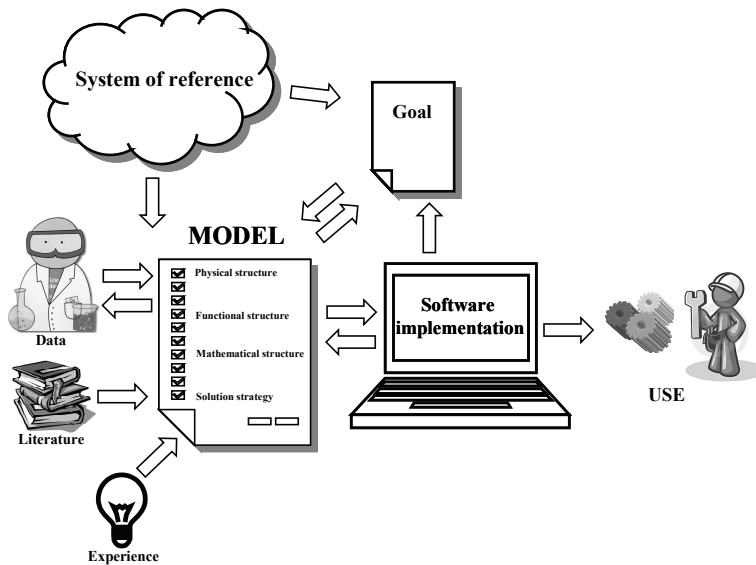 System of reference
Goal
MODEL
Physical structure
Functional structure
Mathematical structure
Solution strategy
Software
implementation
Data
Literature
Experience
USE